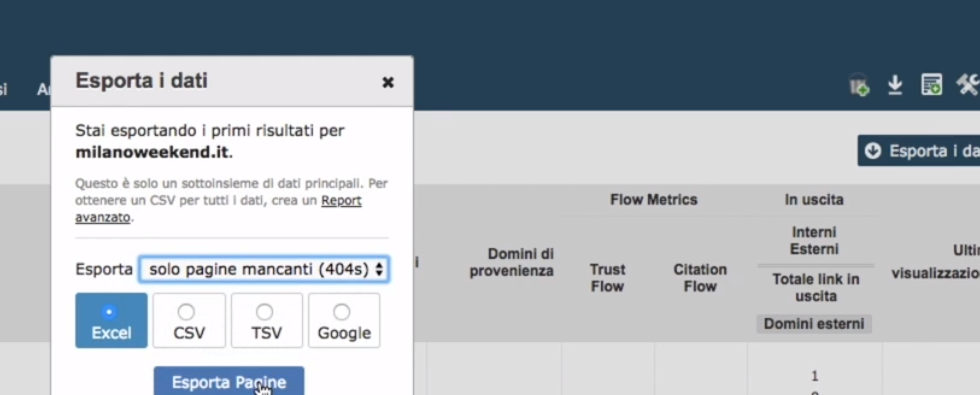 Esporta i dati
Stai esportando i primi risultati per
milanoweekend.it.
Questo è solo un sottoinsieme di dati principali. Per
ottenere un CSV per tutti i dati, crea un Report
avanzato.
Esporta solo pagine mancanti (404s)
Excel CSV TSV Google
Esporta Pagine
Esporta i da
Domini di
provenienza
Flow Metrics
Trust
Flow
Citation
Flow
In uscita
Interni
Esterni
Totale link in
uscita
Domini esterni
Ulti
visualizzazio
1